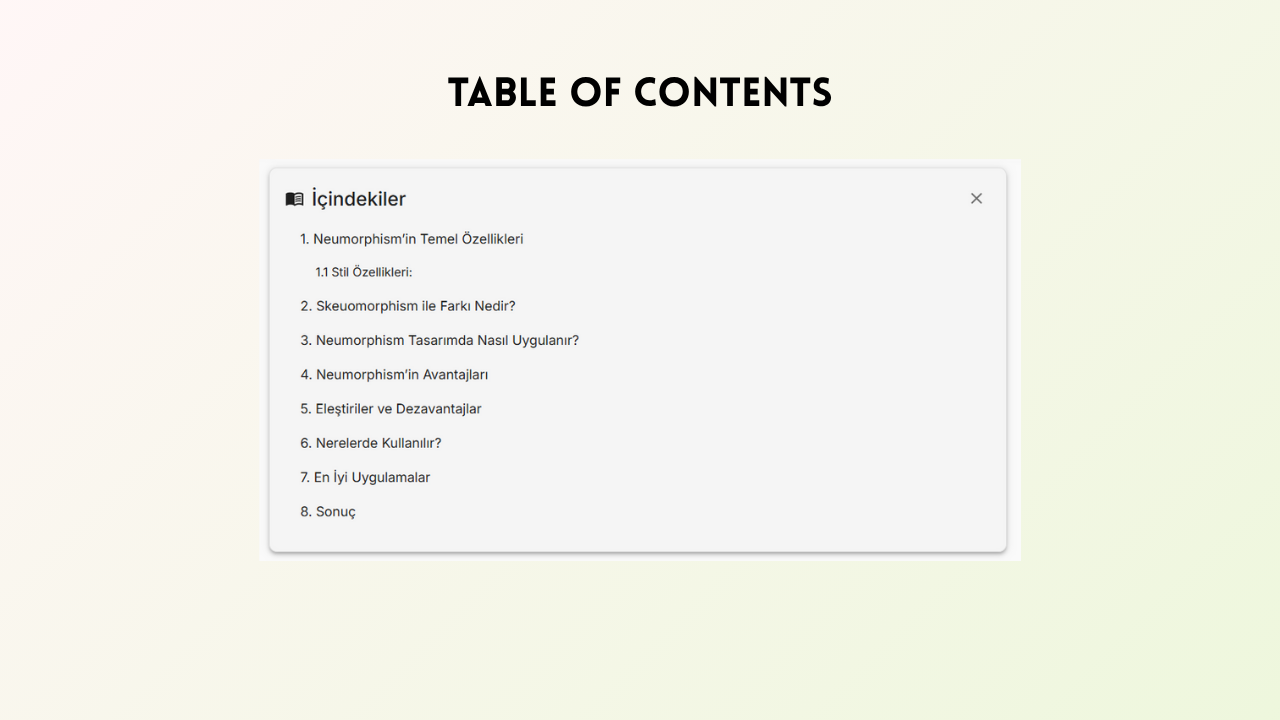 TABLE OF CONTENTS
İçindekiler
1. Neumorphism’in Temel Özellikleri
1.1 Stil Özellikleri:
2. Skeuomorphism ile Farkı Nedir?
3. Neumorphism Tasarımda Nasıl Uygulanır?
4. Neumorphism’in Avantajları
5. Eleştiriler ve Dezavantajlar
6. Nerelerde Kullanılır?
7. En İyi Uygulamalar
8. Sonuç